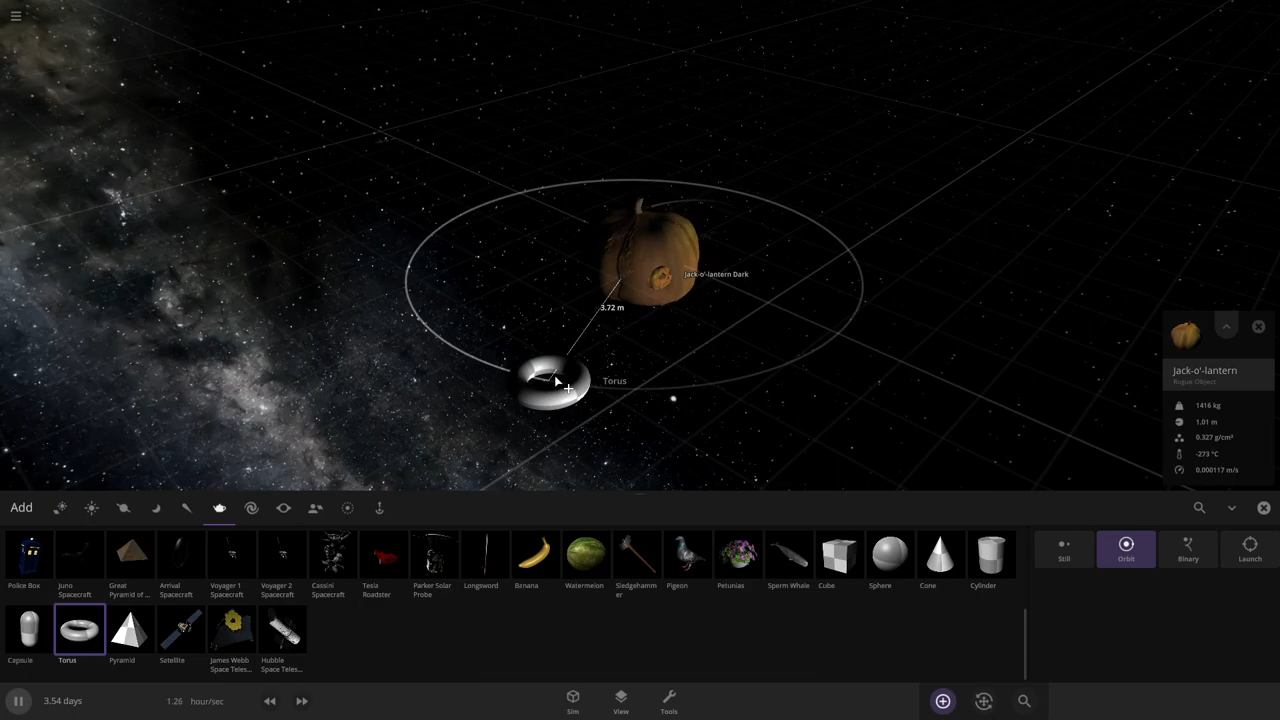 Jack-o'-lantern Dark
3.72 m
Torus
Jack-o'-lantern
Rogue Object
1416 kg
1.01 m
0.327 g/cm³
-273 °C
0.000117 m/s
Add
Police Box
Juno Spacecraft
Great Pyramid of ...
Arrival Spacecraft
Voyager 1 Spacecraft
Voyager 2 Spacecraft
Cassini Spacecraft
Tesla Roadster
Parker Solar Probe
Longsword
Banana
Watermelon
Sledgehammer
Pigeon
Petunias
Sperm Whale
Cube
Sphere
Cone
Cylinder
Still
Orbit
Binary
Launch
Capsule
Torus
Pyramid
Satellite
James Webb Space Teles...
Hubble Space Teles...
3.54 days
1.26 hour/sec
Sim
View
Tools